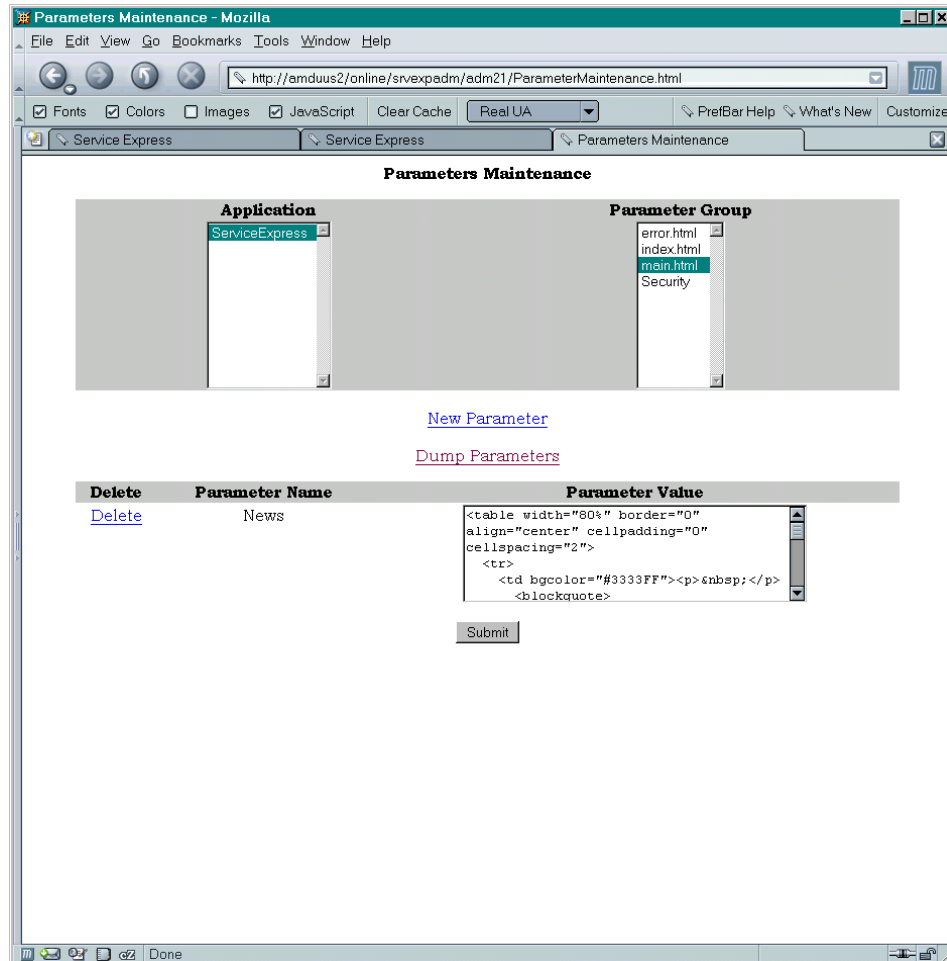 Parameters Maintenance - Mozilla
File Edit View Go Bookmarks Tools Window Help
http://amduus2/online/srvexpadm/adm21/ParameterMaintenance.html
Fonts Colors Images JavaScript Clear Cache Real UA PrefBar Help What's New Customize
Service Express Service Express Parameters Maintenance
Parameters Maintenance
Application Parameter Group
ServiceExpress
error.html
index.html
main.html
Security
New Parameter
Dump Parameters
Delete Parameter Name Parameter Value
Delete News
<table width="80%" border="0"
align="center" cellpadding="0"
cellspacing="2">
<tr>
<td bgcolor="#3333FF"><p>&nbsp;</p>
<blockquote>
Submit
Done